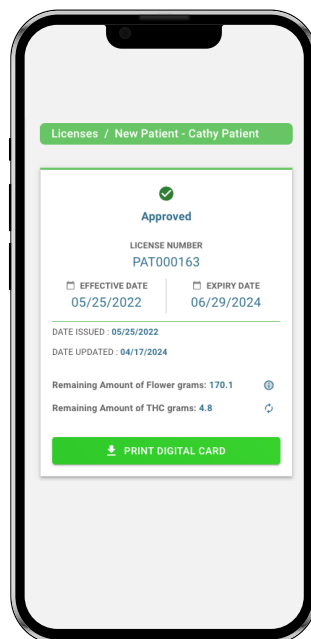 Licenses / New Patient - Cathy Patient
Approved
LICENSE NUMBER
PAT000163
EFFECTIVE DATE
05/25/2022
EXPIRY DATE
06/29/2024
DATE ISSUED : 05/25/2022
DATE UPDATED : 04/17/2024
Remaining Amount of Flower grams: 170.1
Remaining Amount of THC grams: 4.8
PRINT DIGITAL CARD